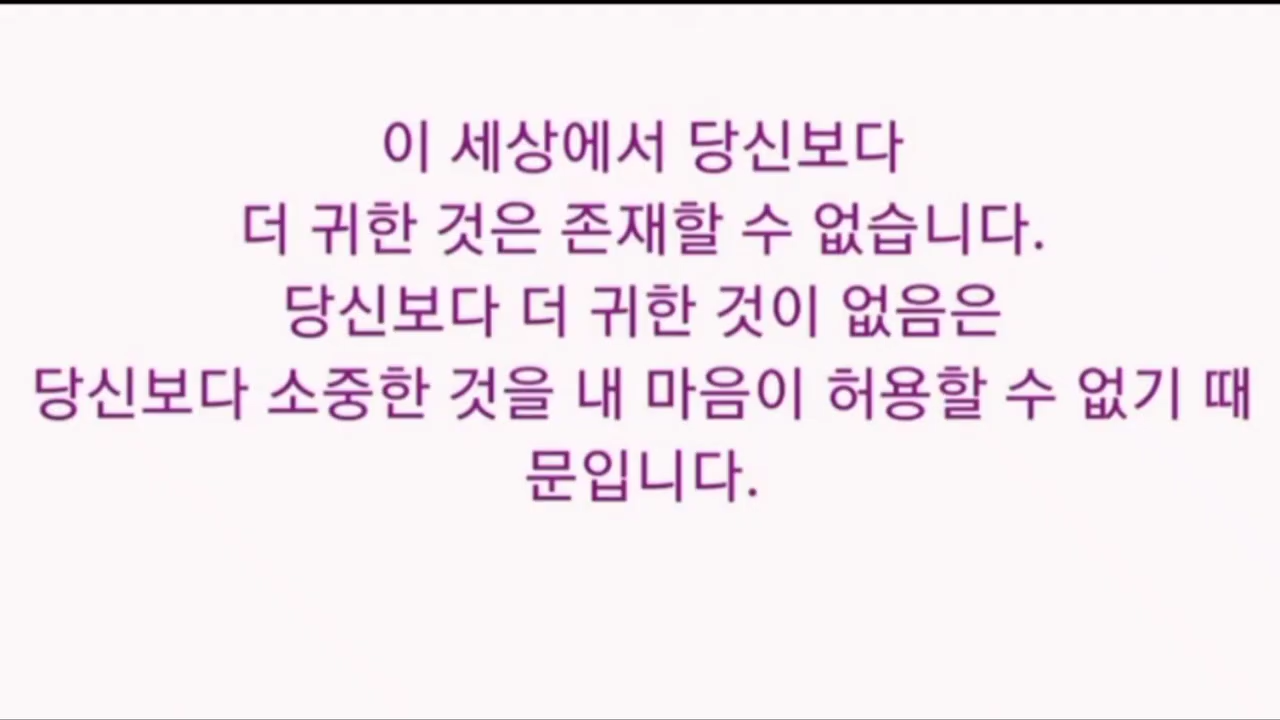 이 세상에서 당신보다
더 귀한 것은 존재할 수 없습니다.
당신보다 더 귀한 것이 없음은
당신보다 소중한 것을 내 마음이 허용할 수 없기 때
문입니다.